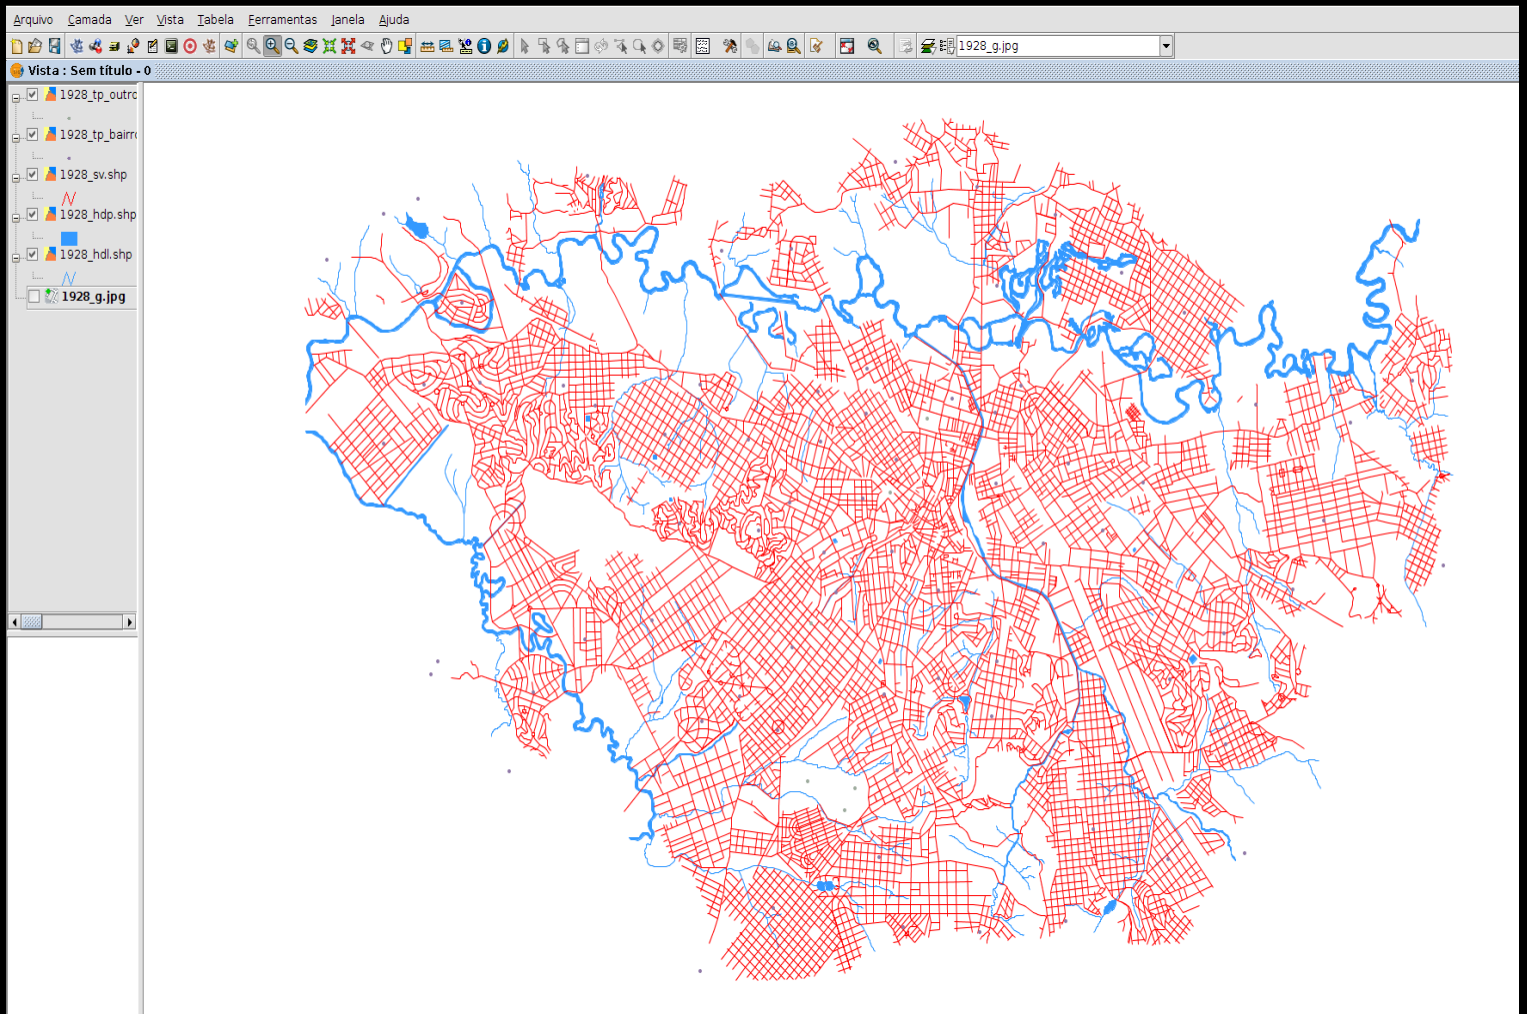 Arquivo Camada Ver Vista Tabela Ferramentas Janela Ajuda
1928_g.jpg
Vista : Sem título - 0
1928_tp_outro
1928_tp_bairro
1928_sv.shp
1928_hdp.shp
1928_hdl.shp
1928_g.jpg